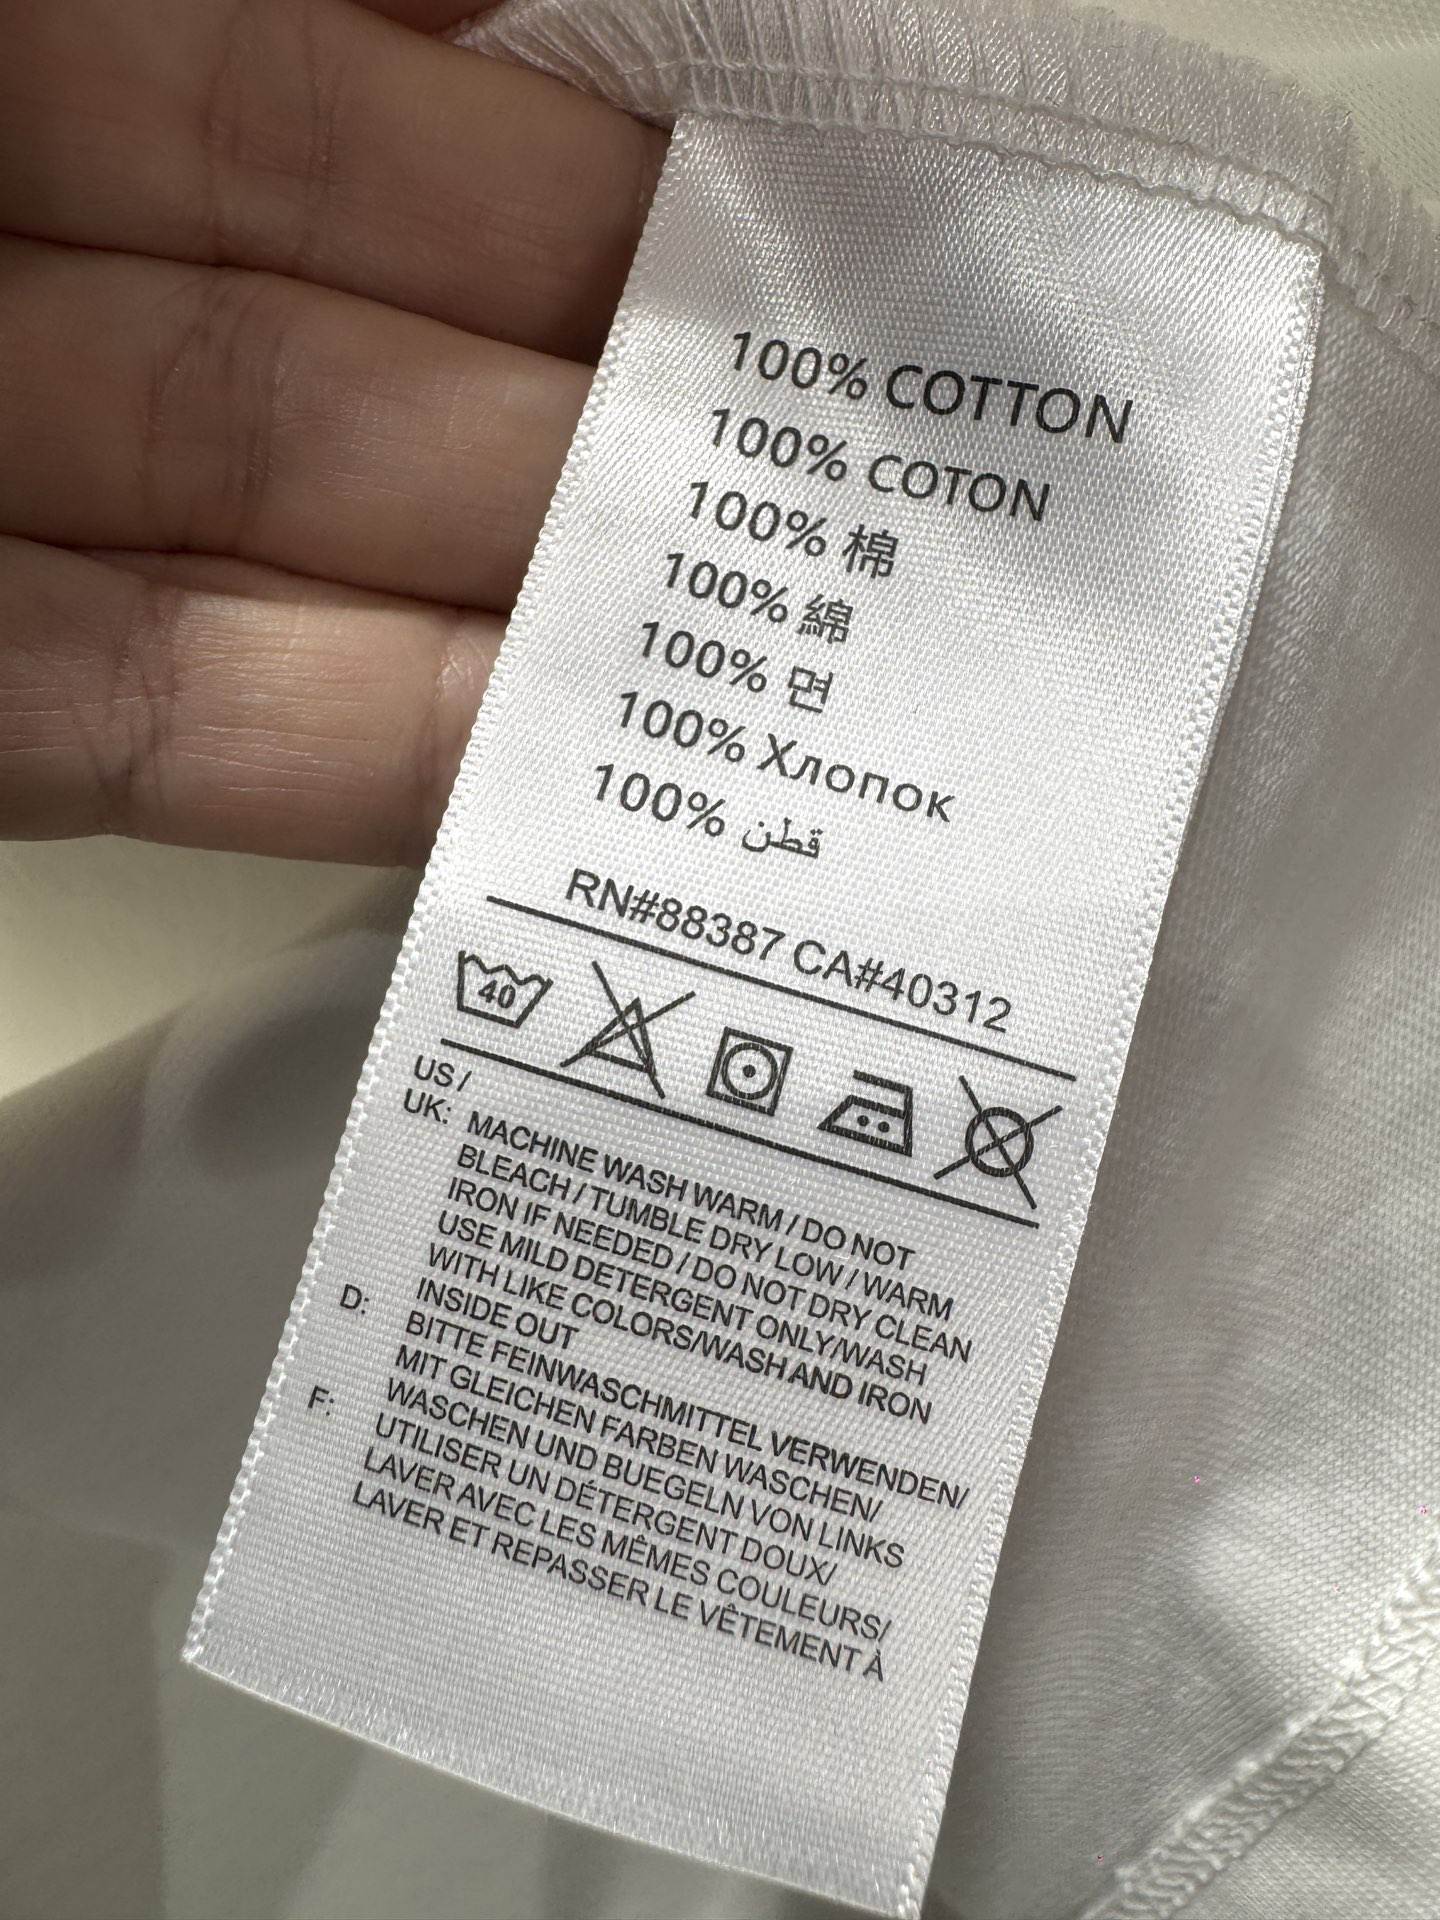 100% COTTON
100% COTON
100% 棉
100% 綿
100% 면
100% Хлопок
100% قطن
RN#88387 CA#40312
40
US /
UK: MACHINE WASH WARM / DO NOT
BLEACH / TUMBLE DRY LOW / WARM
IRON IF NEEDED / DO NOT DRY CLEAN
USE MILD DETERGENT ONLY/WASH
WITH LIKE COLORS/WASH AND IRON
INSIDE OUT
D: BITTE FEINWASCHMITTEL VERWENDEN/
MIT GLEICHEN FARBEN WASCHEN/
WASCHEN UND BUEGELN VON LINKS
F: UTILISER UN DÉTERGENT DOUX/
LAVER AVEC LES MÊMES COULEURS/
LAVER ET REPASSER LE VÊTEMENT À